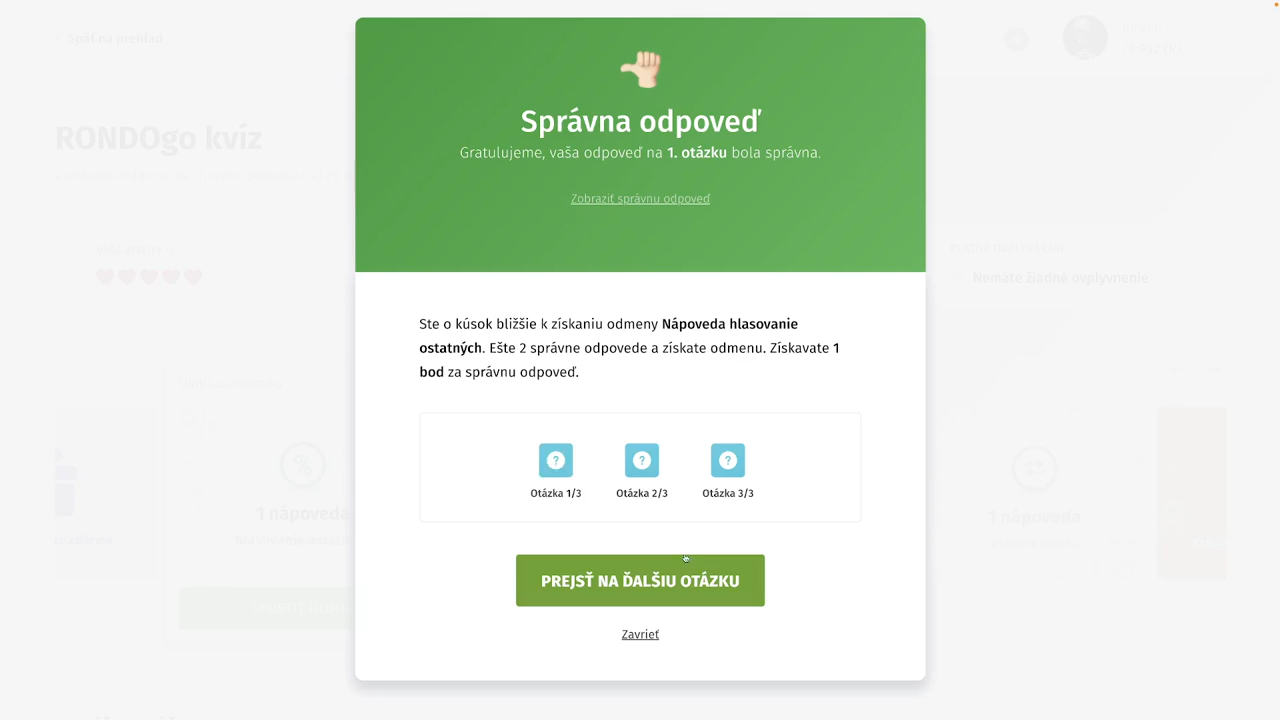 Späť na prehľad
RONDOgo kvíz
Správna odpoveď
Gratulujeme, vaša odpoveď na 1. otázku bola správna.
Zobraziť správnu odpoveď
Nemáte žiadné ovplyvnenie
Ste o kúsok bližšie k získaniu odmeny Nápoveda hlasovanie
ostatných. Ešte 2 správne odpovede a získate odmenu. Získavate 1
bod za správnu odpoveď.
Otázka 1/3
Otázka 2/3
Otázka 3/3
1 nápoveda
1 nápoveda
PREJSŤ NA ĎALŠIU OTÁZKU
Zavrieť